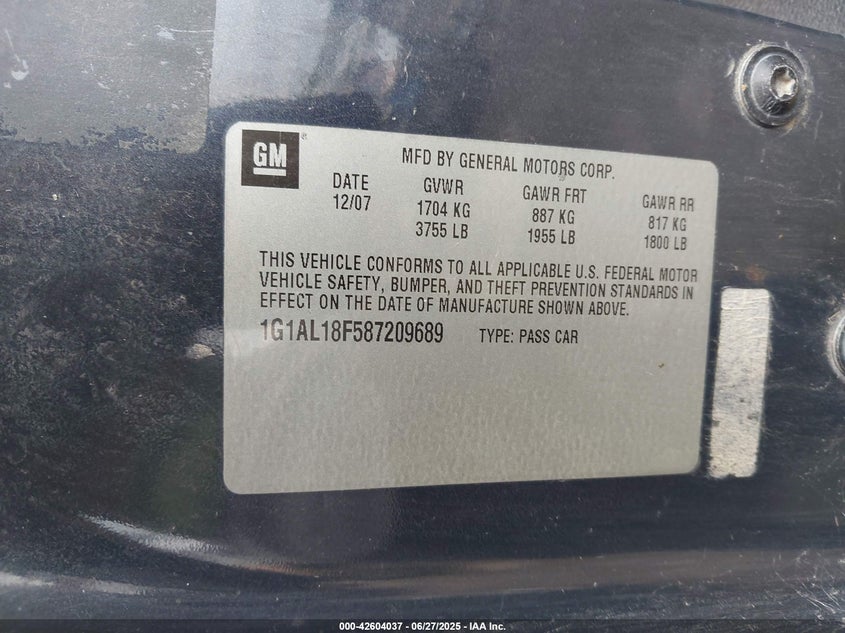 GM
MFD BY GENERAL MOTORS CORP.
DATE GVWR GAWR FRT GAWR RR
12/07 1704 KG 887 KG 817 KG
3755 LB 1955 LB 1800 LB
THIS VEHICLE CONFORMS TO ALL APPLICABLE U.S. FEDERAL MOTOR
VEHICLE SAFETY, BUMPER, AND THEFT PREVENTION STANDARDS IN
EFFECT ON THE DATE OF MANUFACTURE SHOWN ABOVE.
1G1AL18F587209689 TYPE: PASS CAR
000-42604037 - 06/27/2025 - IAA Inc.